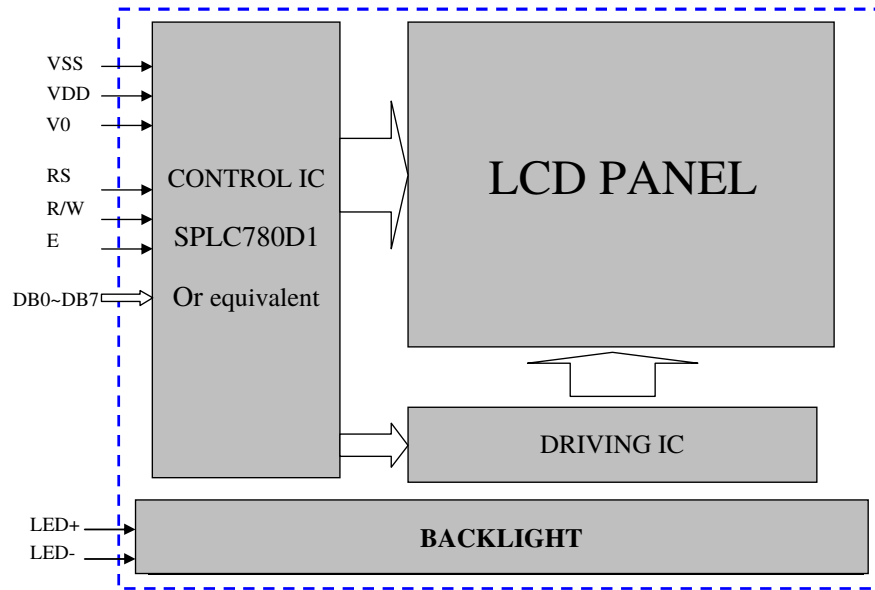 VSS
VDD
V0
RS
R/W
E
DB0~DB7
CONTROL IC
SPLC780D1
Or equivalent
LCD PANEL
DRIVING IC
LED+
LED-
BACKLIGHT